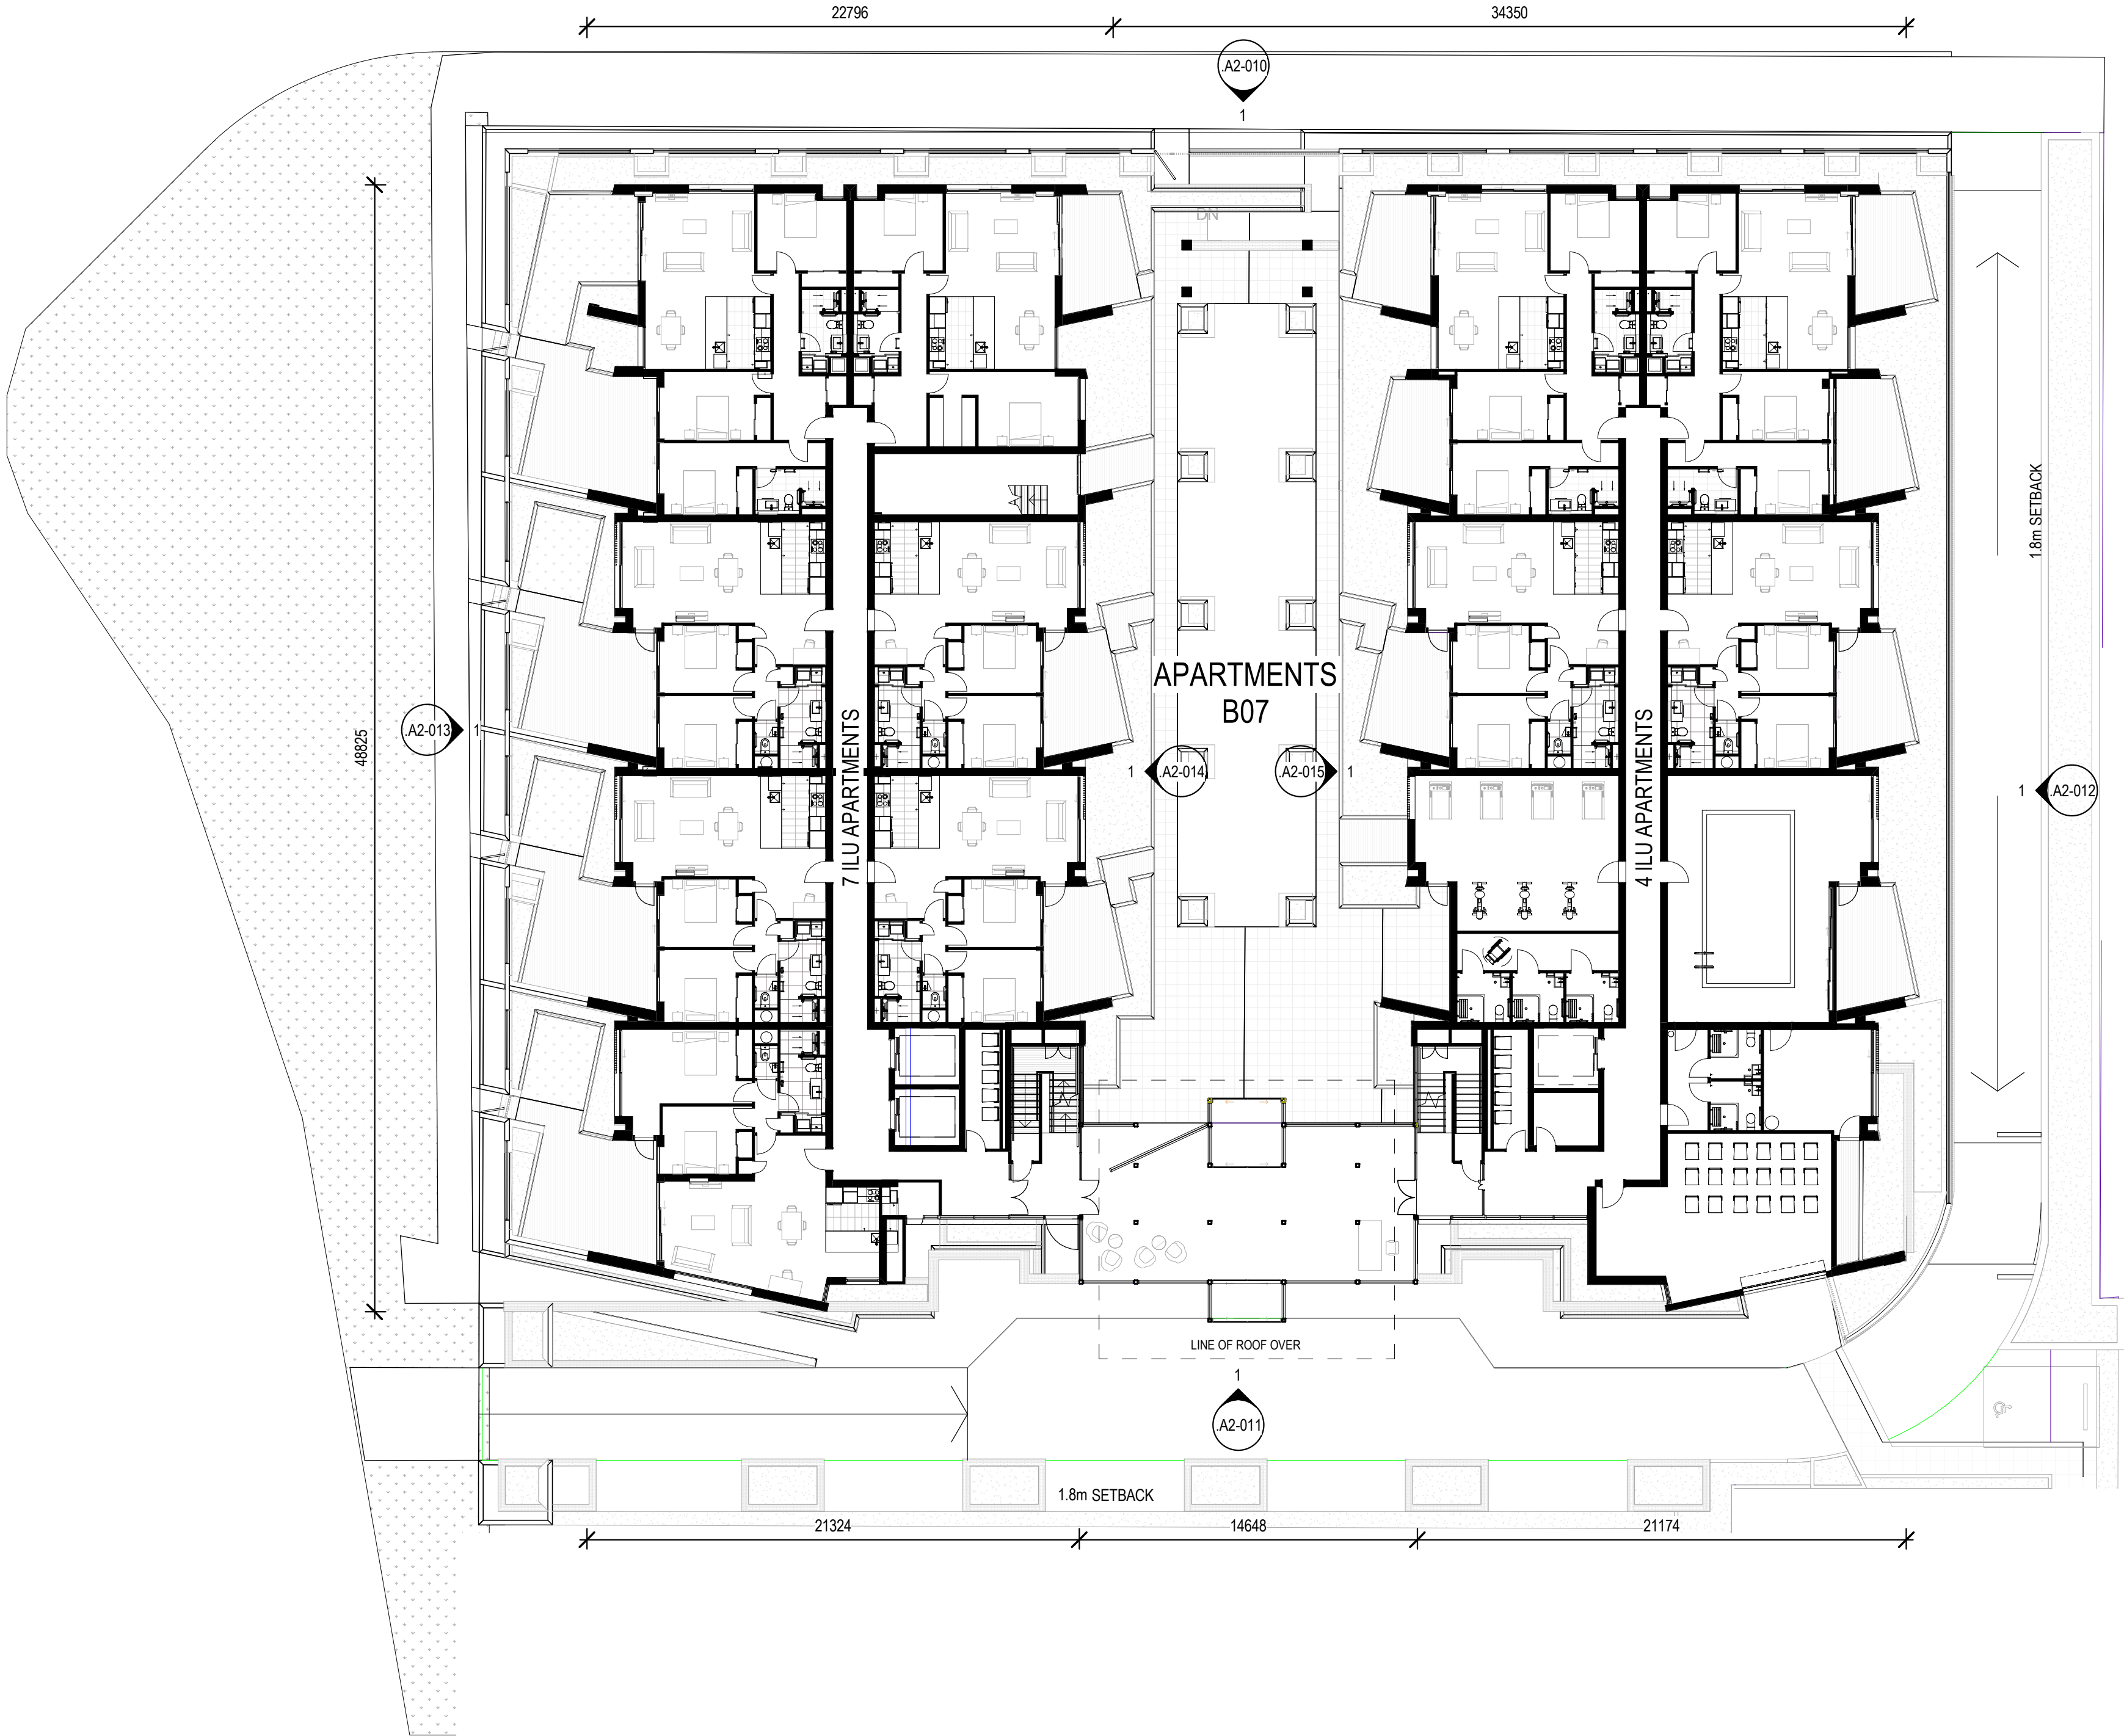 22796
34350
.A2-010
1
DN
1.8m SETBACK
48825
APARTMENTS
B07
.A2-013
1
7 ILU APARTMENTS
1
.A2-014
.A2-015
1
4 ILU APARTMENTS
1
.A2-012
LINE OF ROOF OVER
1
.A2-011
1.8m SETBACK
21324
14648
21174